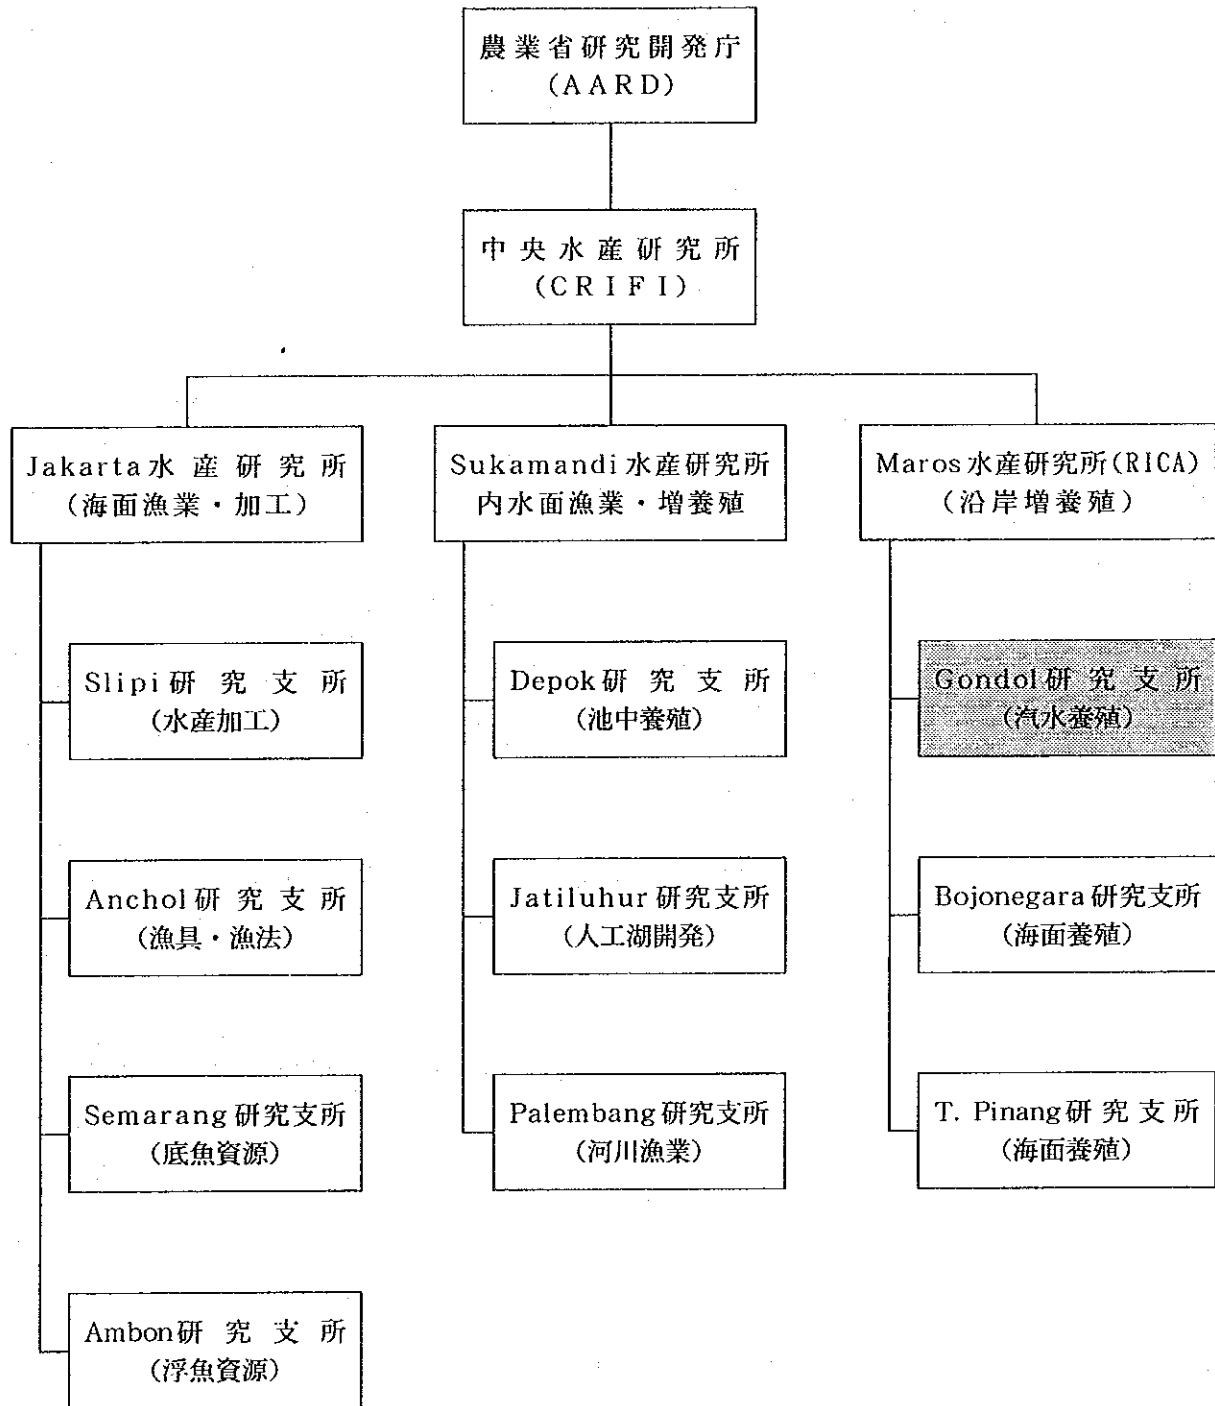 農業省研究開発庁
(AARD)
中央水産研究所
(CRIFI)
Jakarta水産研究所
(海面漁業・加工)
Sukamandi水産研究所
内水面漁業・増養殖
Maros水産研究所(RICA)
(沿岸増養殖)
Slipi研究支所
(水産加工)
Depok研究支所
(池中養殖)
Gondol研究支所
(汽水養殖)
Anchol研究支所
(漁具・漁法)
Jatiluhur研究支所
(人工湖開発)
Bojonegara研究支所
(海面養殖)
Semarang研究支所
(底魚資源)
Palembang研究支所
(河川漁業)
T. Pinang研究支所
(海面養殖)
Ambon研究支所
(浮魚資源)